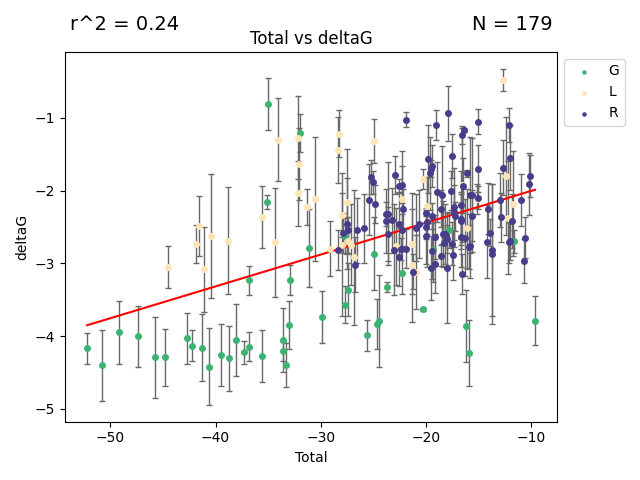 r^2 = 0.24
N = 179
Total vs deltaG
G
L
R
deltaG
−1
−2
−3
−4
−5
−50
−40
−30
−20
−10
Total